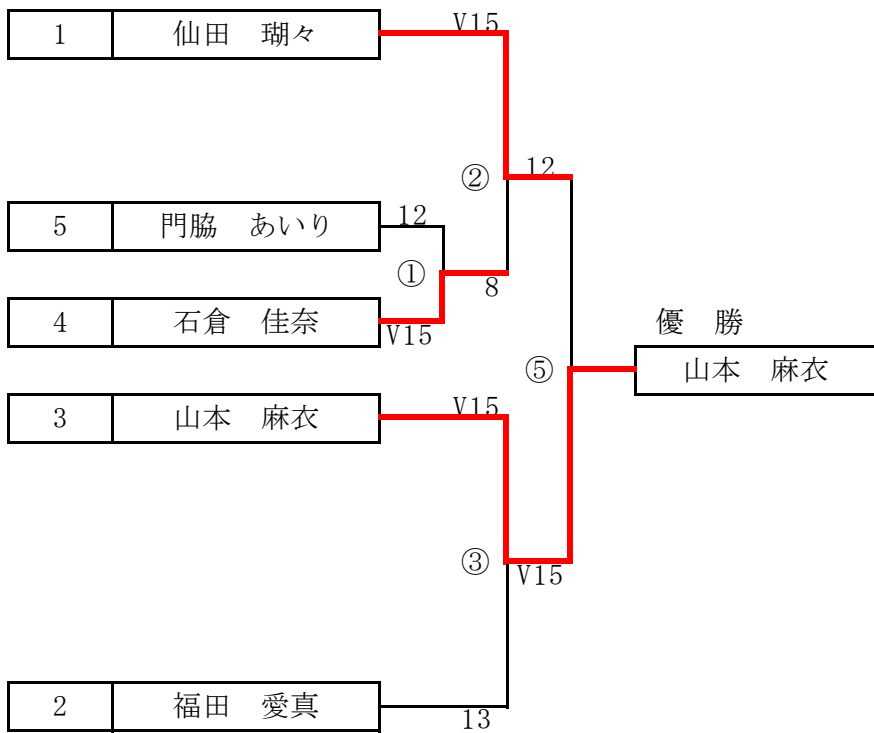 V15
1 仙田 瑚々
② 12
5 門脇 あいり 12
① 8
4 石倉 佳奈 V15
優 勝
⑤ 山本 麻衣
3 山本 麻衣 V15
③ V15
2 福田 愛真 13